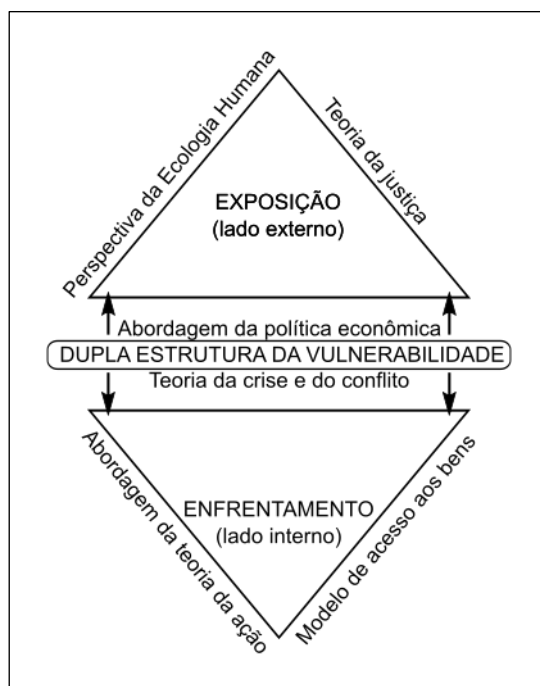 Perspectiva da Ecologia Humana
Teoria da justiça
EXPOSIÇÃO
(lado externo)
Abordagem da política econômica
DUPLA ESTRUTURA DA VULNERABILIDADE
Teoria da crise e do conflito
Abordagem da teoria da ação
ENFRENTAMENTO
(lado interno)
Modelo de acesso aos bens